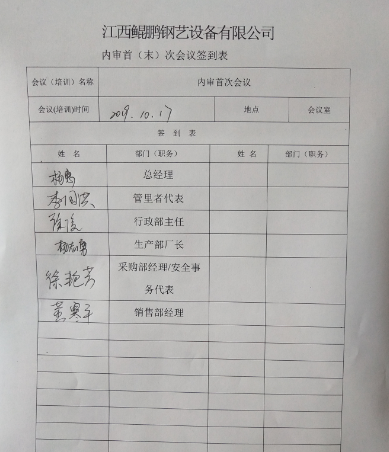 江西鲲鹏钢艺设备有限公司
内审首（末）次会议签到表
会议（培训）名称 内审首次会议
会议(培训)时间 2019.10.17 地点 会议室
签 到 表
姓 名 部门（职务） 姓 名 部门（职务）
总经理
管理者代表
行政部主任
生产部厂长
徐艳芳 采购部经理/安全事
务代表
销售部经理